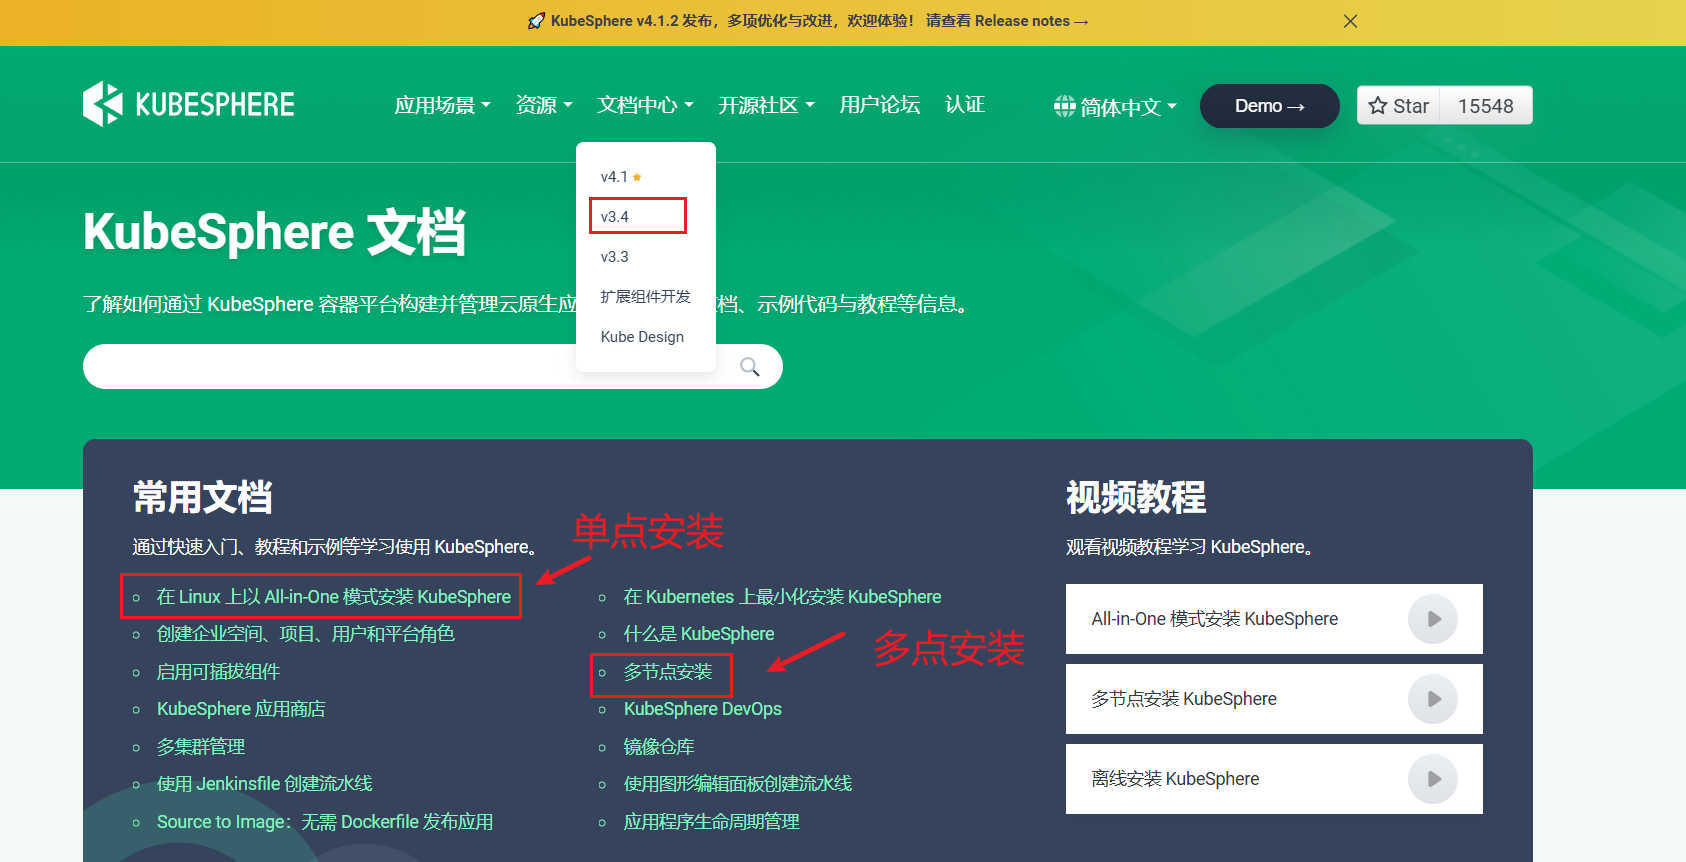 KubeSphere v4.1.2 发布，多项优化与改进，欢迎体验！ 请查看 Release notes →
KUBESPHERE
应用场景 资源 文档中心 开源社区 用户论坛 认证
简体中文
Demo →
Star 15548
v4.1
v3.4
v3.3
扩展组件开发
Kube Design
KubeSphere 文档
了解如何通过 KubeSphere 容器平台构建并管理云原生应 档、示例代码与教程等信息。
常用文档
通过快速入门、教程和示例等学习使用 KubeSphere。
单点安装
在 Linux 上以 All-in-One 模式安装 KubeSphere
创建企业空间、项目、用户和平台角色
启用可插拔组件
KubeSphere 应用商店
多集群管理
使用 Jenkinsfile 创建流水线
Source to Image：无需 Dockerfile 发布应用
在 Kubernetes 上最小化安装 KubeSphere
什么是 KubeSphere
多点安装
多节点安装
KubeSphere DevOps
镜像仓库
使用图形编辑面板创建流水线
应用程序生命周期管理
视频教程
观看视频教程学习 KubeSphere。
All-in-One 模式安装 KubeSphere
多节点安装 KubeSphere
离线安装 KubeSphere